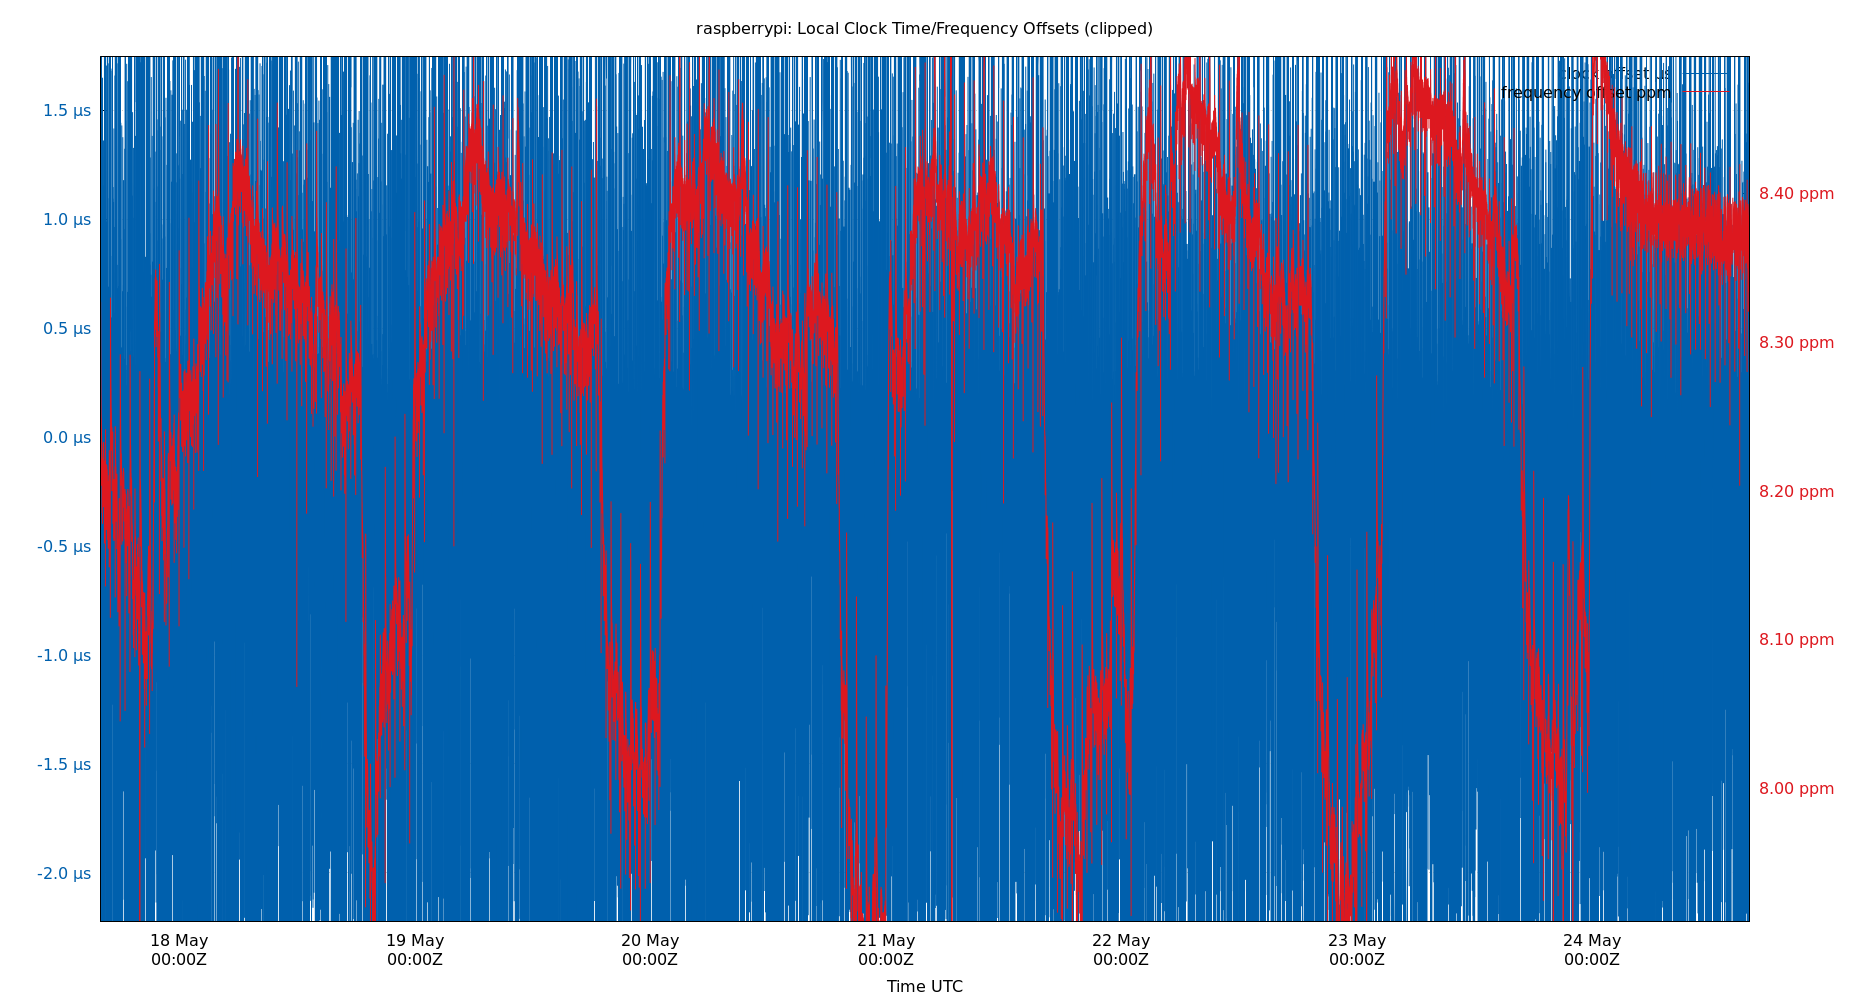 raspberrypi: Local Clock Time/Frequency Offsets (clipped)
clock offset us
frequency offset ppm
1.5 µs
1.0 µs
0.5 µs
0.0 µs
-0.5 µs
-1.0 µs
-1.5 µs
-2.0 µs
8.40 ppm
8.30 ppm
8.20 ppm
8.10 ppm
8.00 ppm
18 May
00:00Z
19 May
00:00Z
20 May
00:00Z
21 May
00:00Z
22 May
00:00Z
23 May
00:00Z
24 May
00:00Z
Time UTC